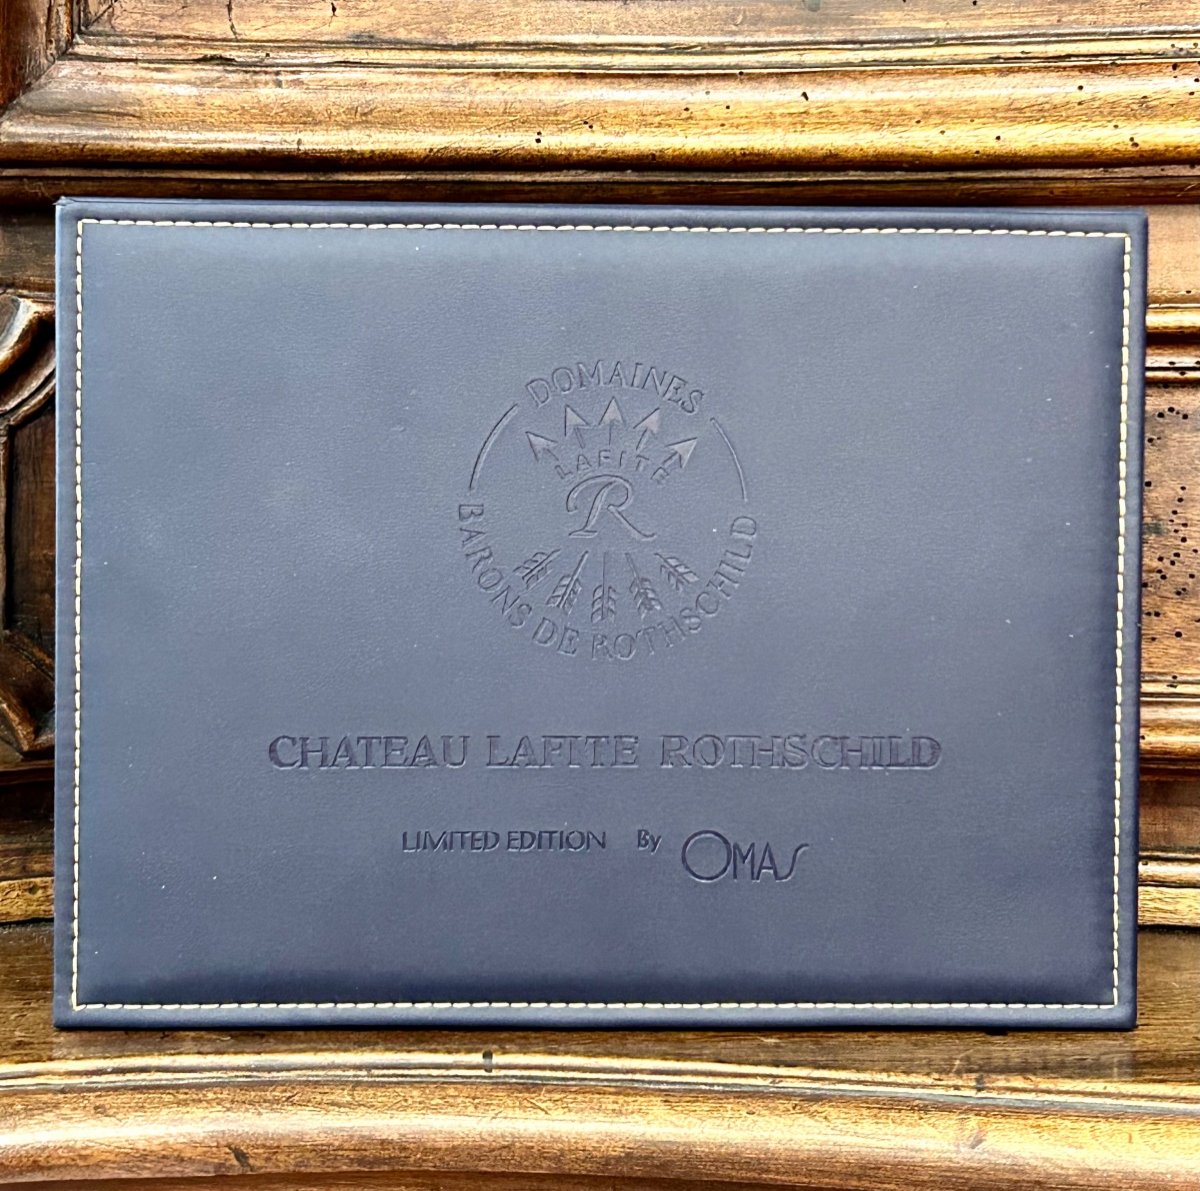 DOMAINES
LAFITE
R
BARONS DE ROTHSCHILD
CHATEAU LAFITE ROTHSCHILD
LIMITED EDITION By OMAS